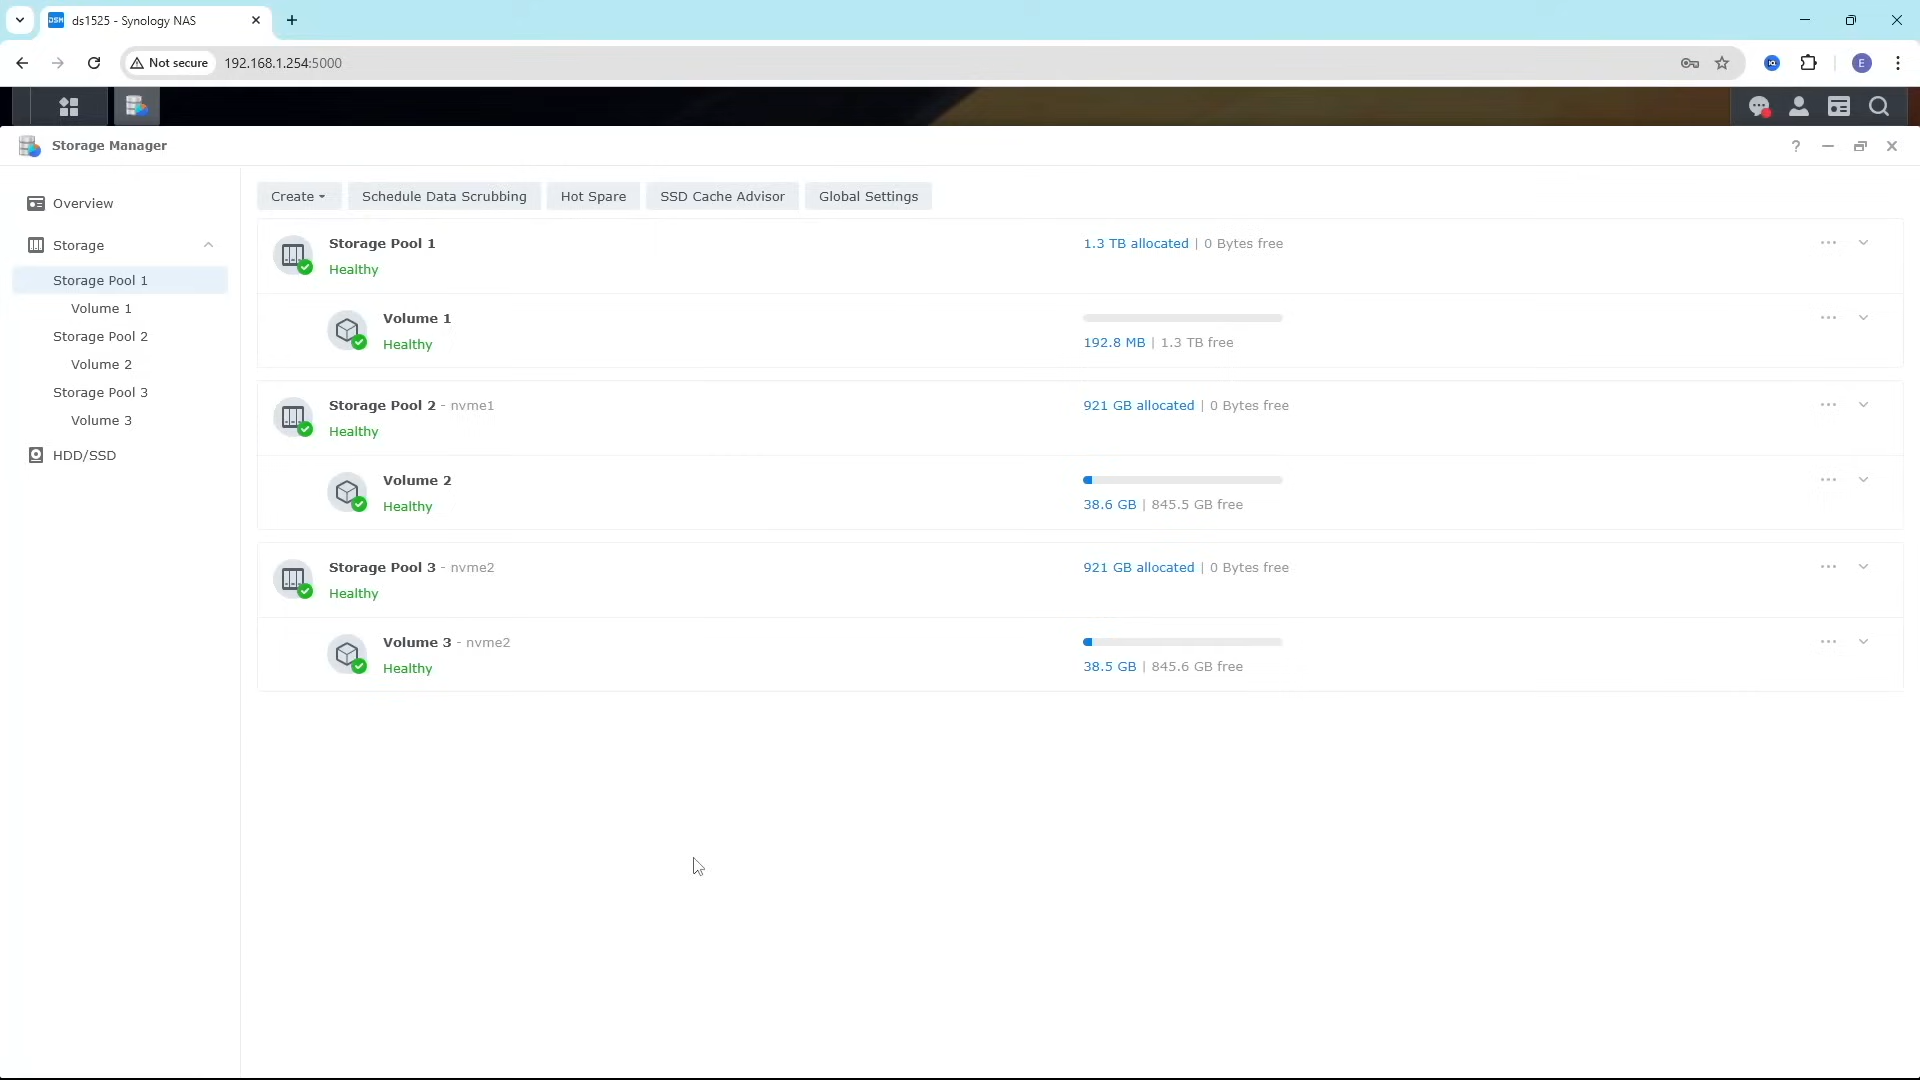 DSM ds1525 - Synology NAS
Not secure 192.168.1.254:5000
E
Storage Manager
?
Overview
Storage
Storage Pool 1
Volume 1
Storage Pool 2
Volume 2
Storage Pool 3
Volume 3
HDD/SSD
Create Schedule Data Scrubbing Hot Spare SSD Cache Advisor Global Settings
Storage Pool 1 1.3 TB allocated | 0 Bytes free
Healthy
Volume 1
Healthy 192.8 MB | 1.3 TB free
Storage Pool 2 - nvme1 921 GB allocated | 0 Bytes free
Healthy
Volume 2
Healthy 38.6 GB | 845.5 GB free
Storage Pool 3 - nvme2 921 GB allocated | 0 Bytes free
Healthy
Volume 3 - nvme2
Healthy 38.5 GB | 845.6 GB free